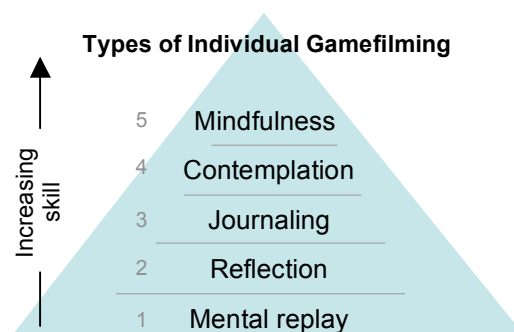 Types of Individual Gamefilming
5 Mindfulness
4 Contemplation
3 Journaling
2 Reflection
1 Mental replay
Increasing
skill